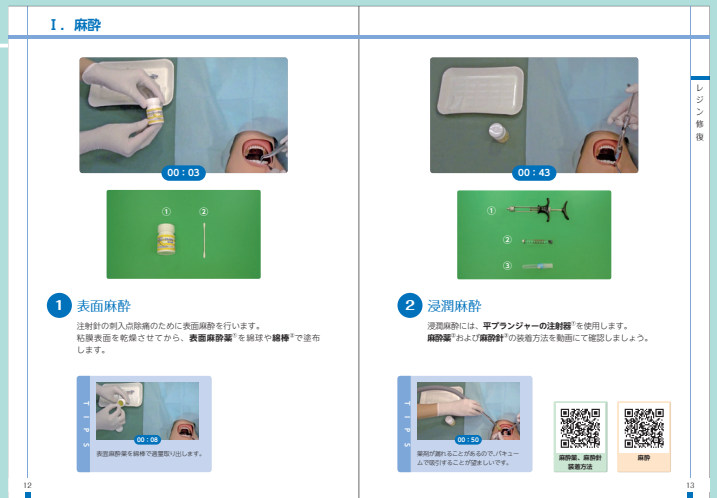 Ⅰ．麻酔
00：03
① ②
1 表面麻酔
注射針の刺入点除痛のために表面麻酔を行います。
粘膜表面を乾燥させてから、表面麻酔薬①を綿球や綿棒②で塗布
します。
TIPS
00：08
表面麻酔薬を綿棒で適量取り出します。
12
00：43
①
②
③
2 浸潤麻酔
浸潤麻酔には、平プランジャーの注射器①を使用します。
麻酔薬②および麻酔針③の装着方法を動画にて確認しましょう。
TIPS
00：50
薬剤が漏れることがあるので、バキュー
ムで吸引することが望ましいです。
麻酔薬、麻酔針
装着方法
麻酔
レジン修復
13